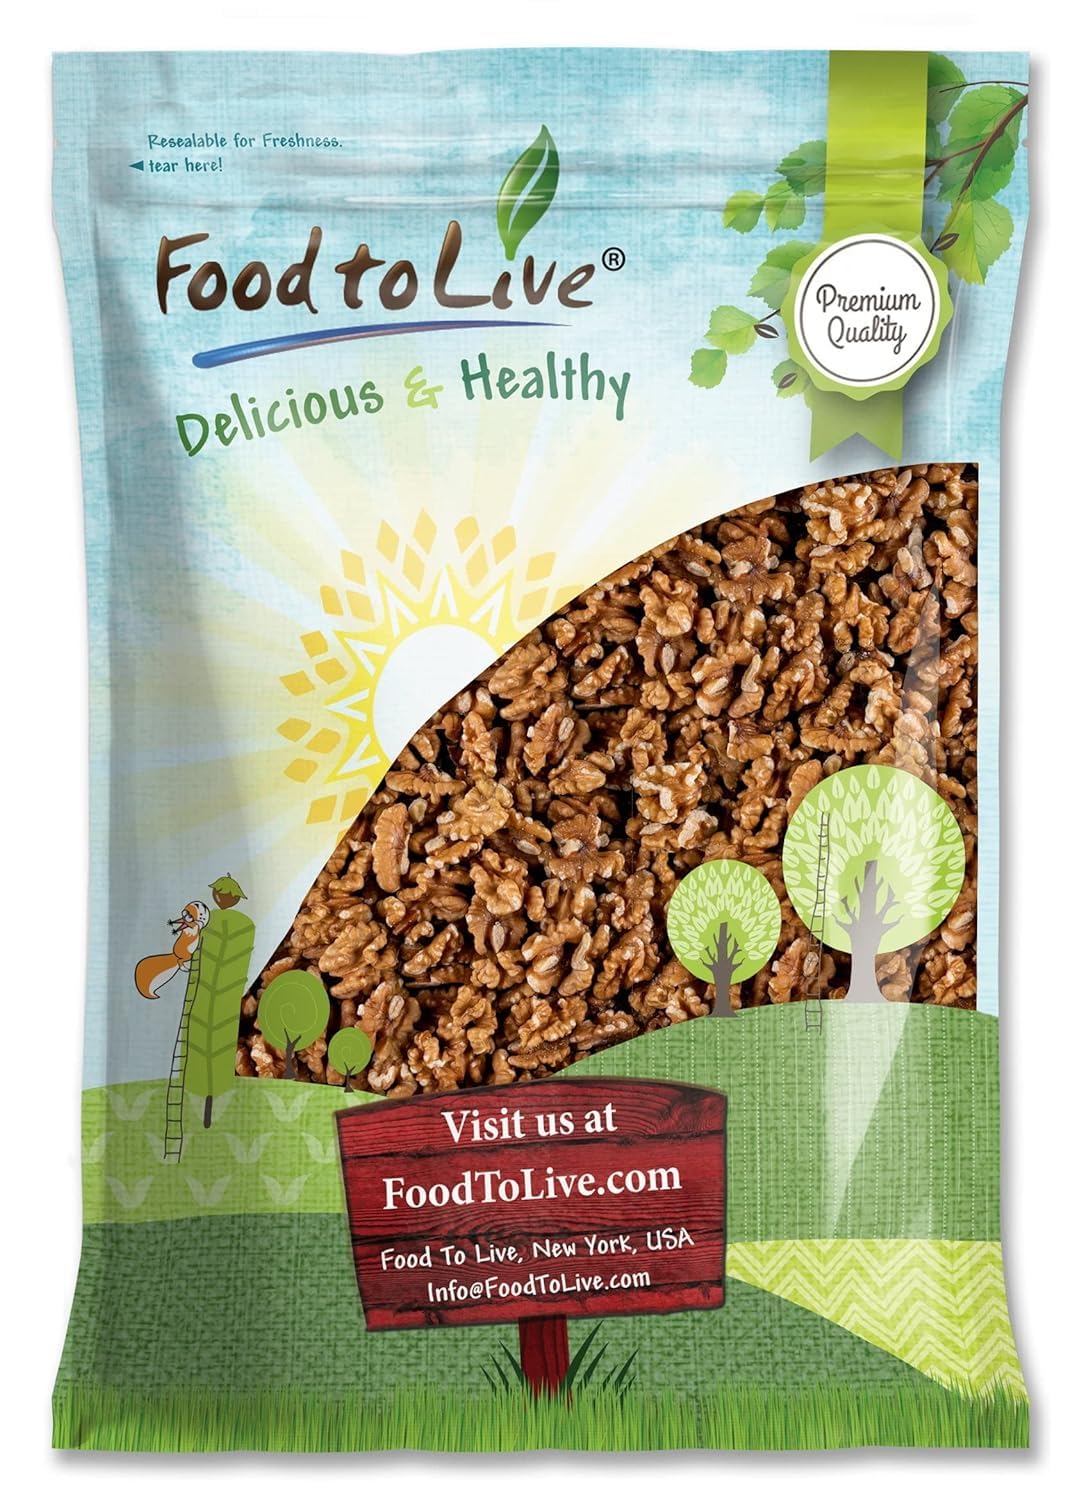 Resealable for Freshness.
tear here!
Food to Live®
Delicious & Healthy
Premium
Quality
Visit us at
FoodToLive.com
Food To Live, New York, USA
Info@FoodToLive.com